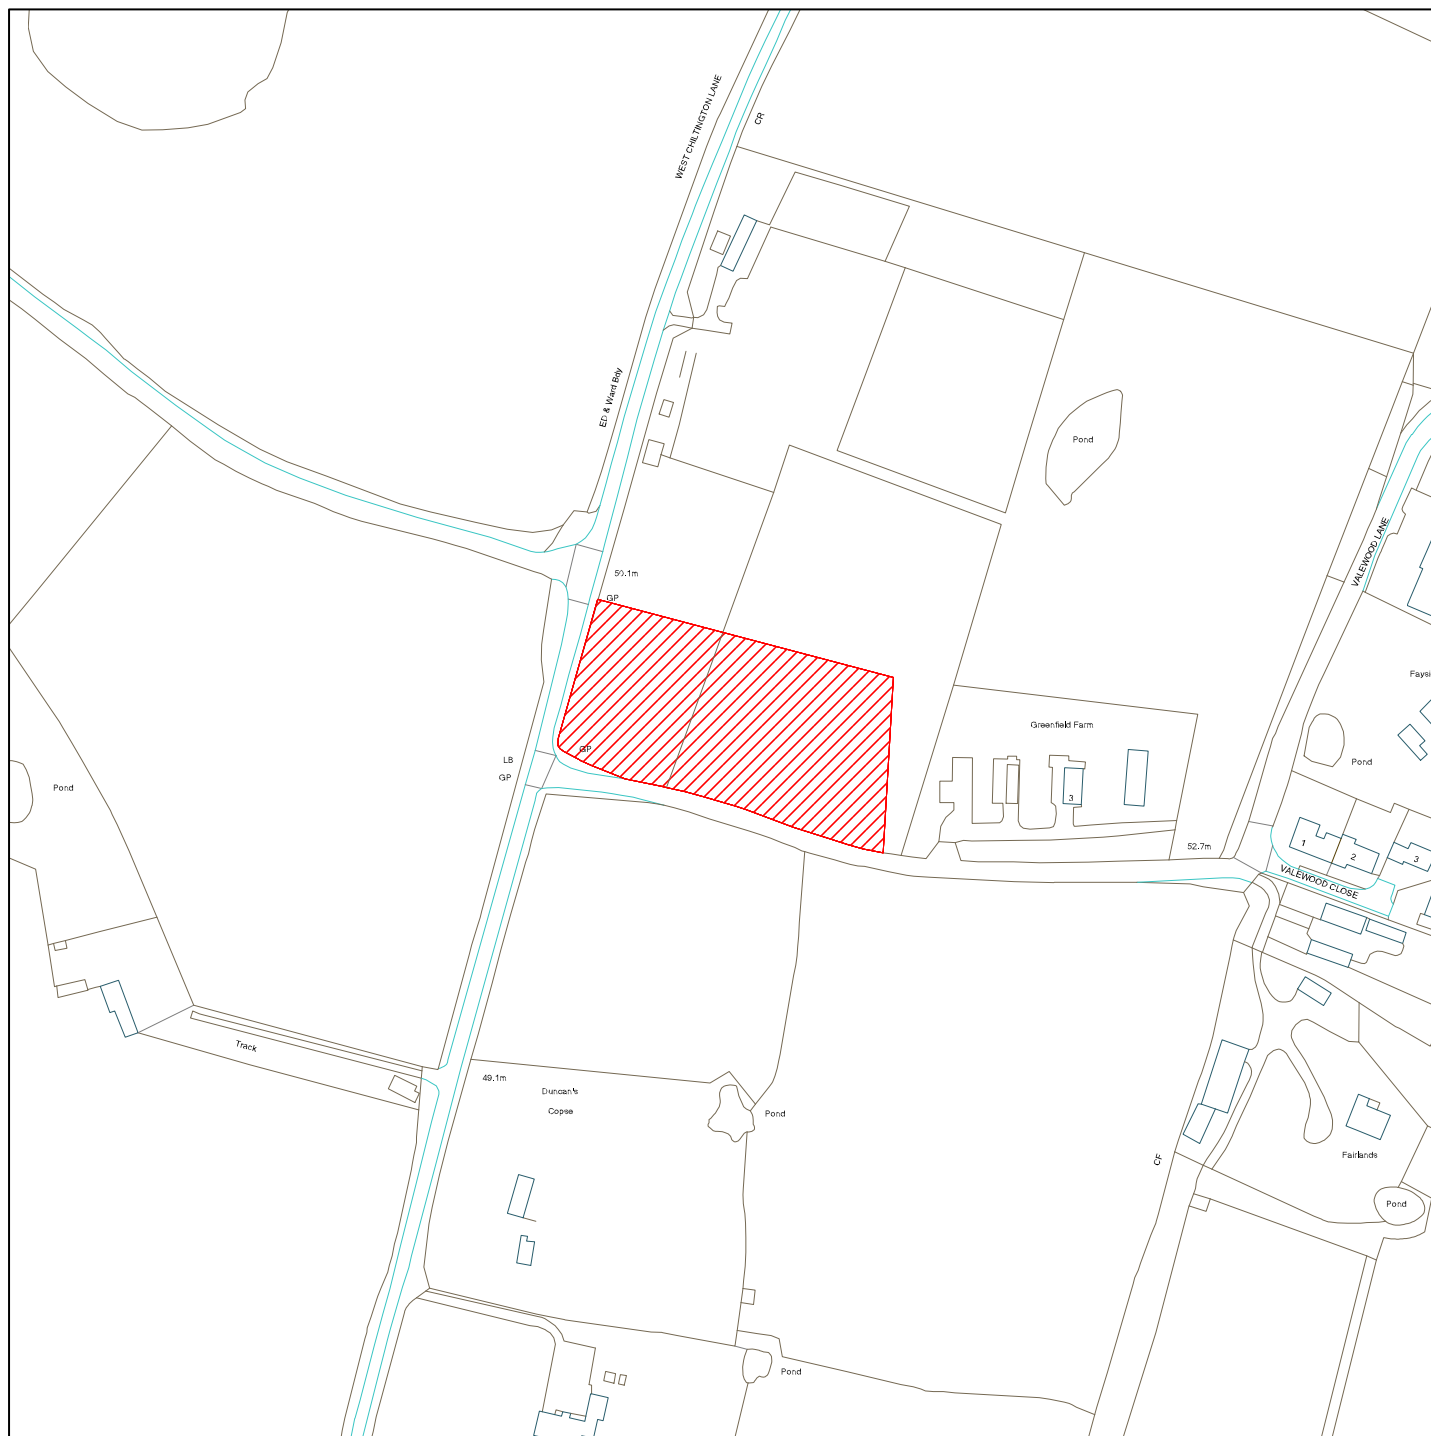 WEST CHILTINGTON LANE
CR
ED & Ward Bdy
Pond
VALEWOOD LANE
50.1m
GP
Faysi
Greenfield Farm
GP
LB
GP
Pond
Pond
3
52.7m
1
2
3
VALEWOOD CLOSE
Track
49.1m
Duncan's
Copse
Pond
CF
Fairlands
Pond
Pond